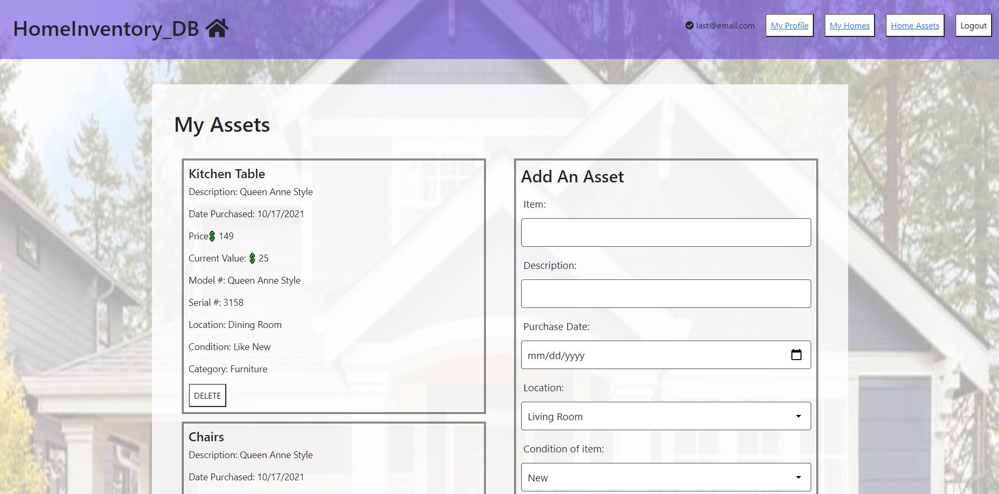 HomeInventory_DB
last@email.com
My Profile
My Homes
Home Assets
Logout
My Assets
Kitchen Table
Description: Queen Anne Style
Date Purchased: 10/17/2021
Price💲 149
Current Value: 💲 25
Model #: Queen Anne Style
Serial #: 3158
Location: Dining Room
Condition: Like New
Category: Furniture
DELETE
Chairs
Description: Queen Anne Style
Date Purchased: 10/17/2021
Add An Asset
Item:
Description:
Purchase Date:
mm/dd/yyyy
Location:
Living Room
Condition of item:
New